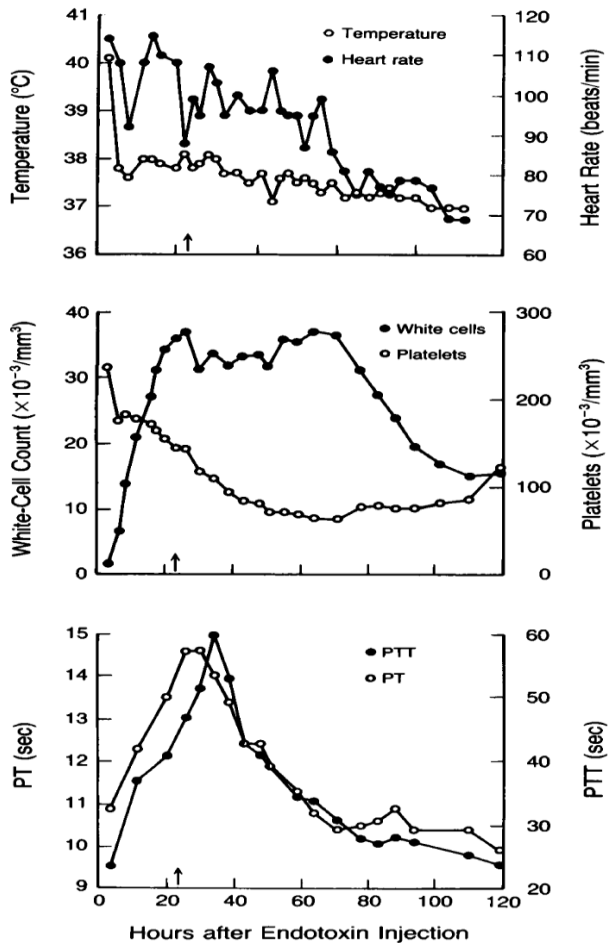 41
40
39
38
37
36
Temperature (°C)
Temperature
Heart rate
120
110
100
90
80
70
60
Heart Rate (beats/min)
40
30
20
10
0
White-Cell Count (×10⁻³/mm³)
White cells
Platelets
300
200
100
0
Platelets (×10⁻³/mm³)
15
14
13
12
11
10
9
PT (sec)
PTT
PT
60
50
40
30
20
PTT (sec)
0 20 40 60 80 100 120
Hours after Endotoxin Injection